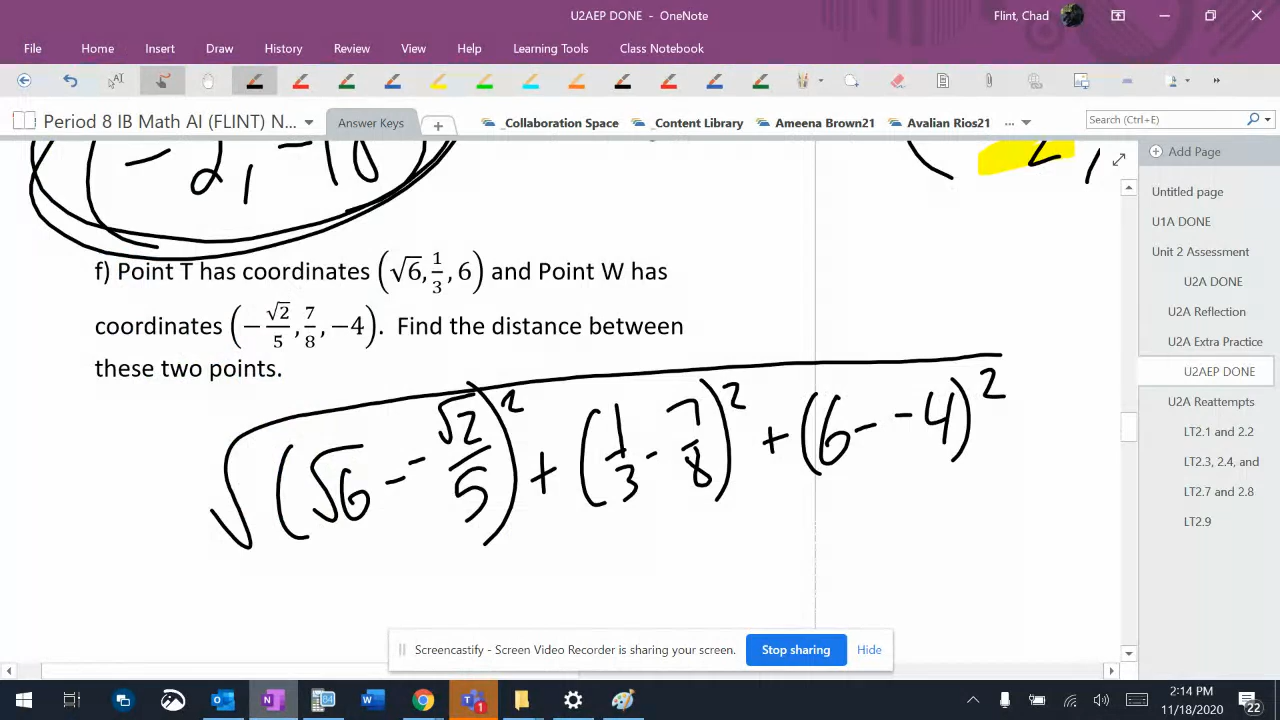 U2AEP DONE - OneNote
Flint, Chad
File Home Insert Draw History Review View Help Learning Tools Class Notebook
Period 8 IB Math AI (FLINT) N... Answer Keys + _Collaboration Space _Content Library Ameena Brown21 Avalian Rios21 ... Search (Ctrl+E)
Add Page
Untitled page
U1A DONE
Unit 2 Assessment
U2A DONE
U2A Reflection
U2A Extra Practice
U2AEP DONE
U2A Reattempts
LT2.1 and 2.2
LT2.3, 2.4, and
LT2.7 and 2.8
LT2.9
f) Point T has coordinates (√6, 1/3, 6) and Point W has
coordinates (−√2/5, 7/8, −4). Find the distance between
these two points.
√((√6 − −√2/5)² + (1/3 − 7/8)² + (6 − −4)²)
Screencastify - Screen Video Recorder is sharing your screen. Stop sharing Hide
2:14 PM
11/18/2020
22